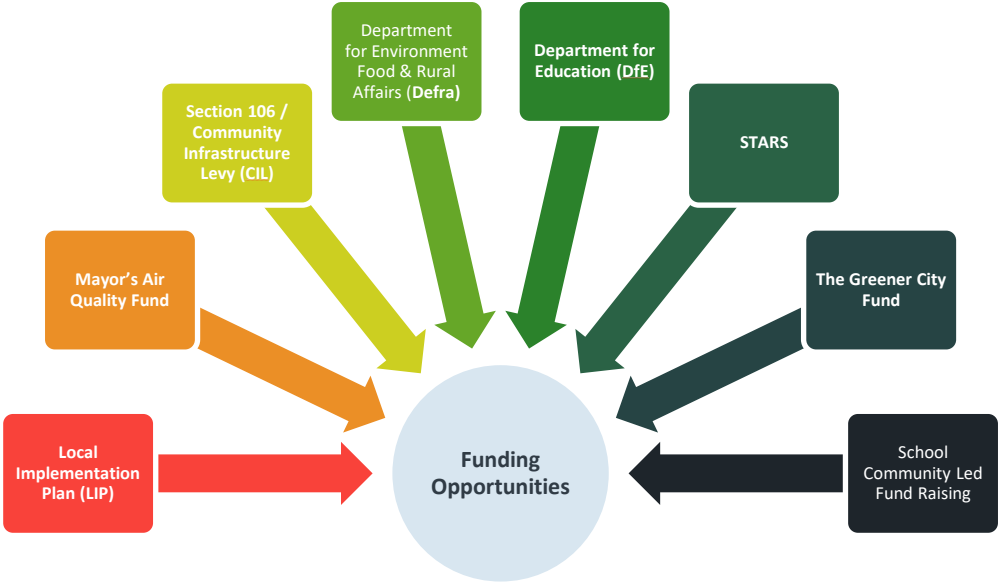 Department
for Environment
Food & Rural
Affairs (Defra)
Department for
Education (DfE)
Section 106 /
Community
Infrastructure
Levy (CIL)
STARS
Mayor's Air
Quality Fund
The Greener City
Fund
Local
Implementation
Plan (LIP)
Funding
Opportunities
School
Community Led
Fund Raising